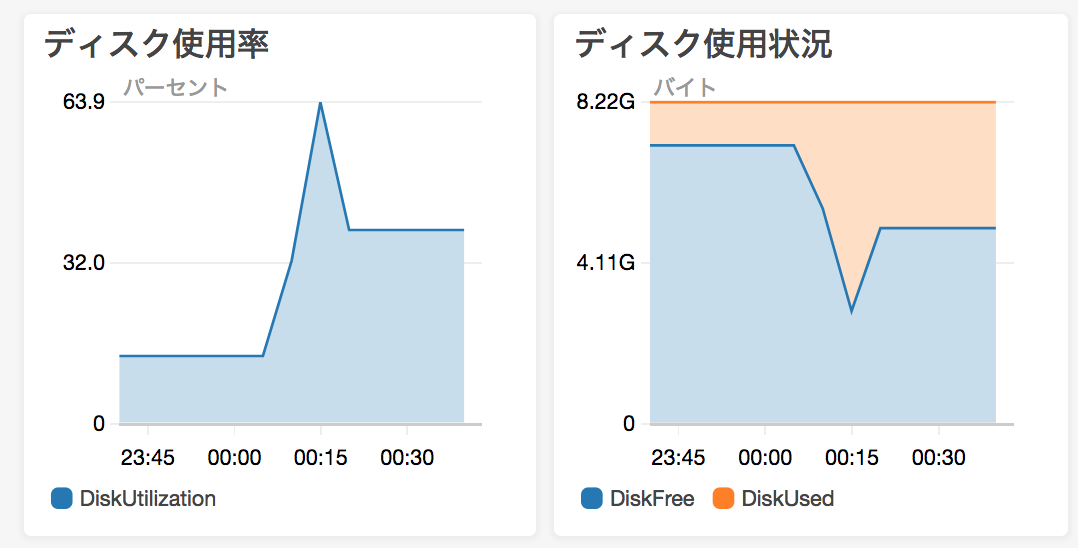 ディスク使用率
パーセント
63.9
32.0
0
23:45 00:00 00:15 00:30
DiskUtilization
ディスク使用状況
バイト
8.22G
4.11G
0
23:45 00:00 00:15 00:30
DiskFree DiskUsed